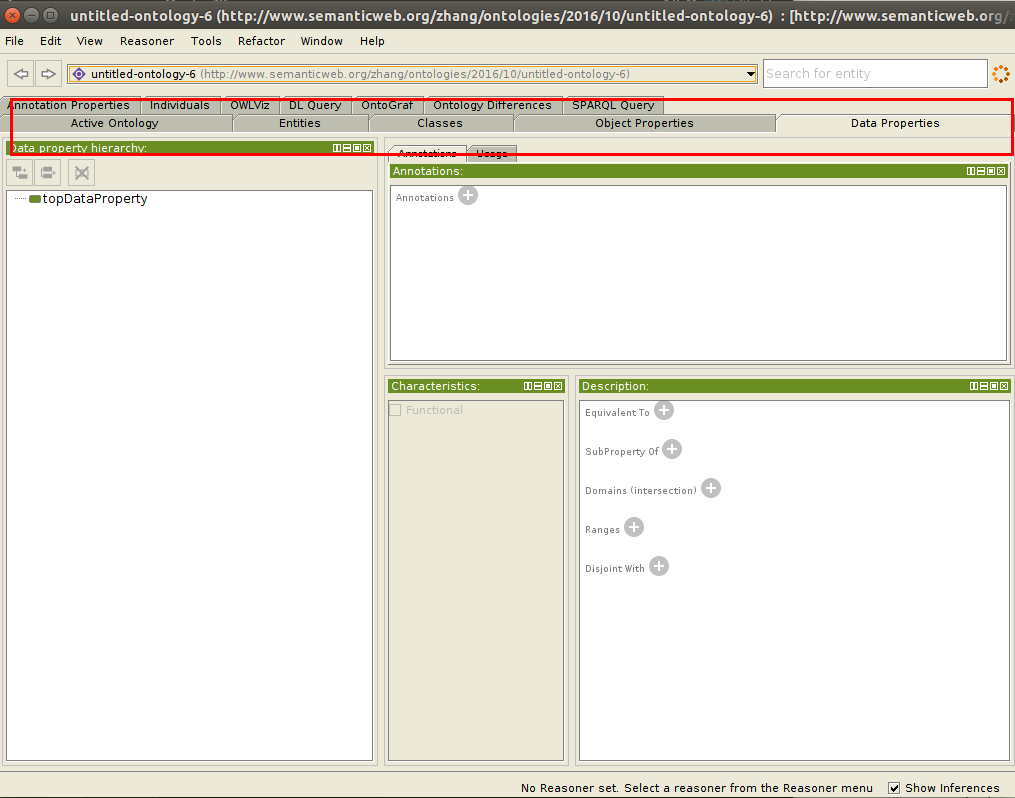 untitled-ontology-6 (http://www.semanticweb.org/zhang/ontologies/2016/10/untitled-ontology-6) : [http://www.semanticweb.org/
File Edit View Reasoner Tools Refactor Window Help
untitled-ontology-6 (http://www.semanticweb.org/zhang/ontologies/2016/10/untitled-ontology-6)
Search for entity
Annotation Properties Individuals OWLViz DL Query OntoGraf Ontology Differences SPARQL Query
Active Ontology Entities Classes Object Properties Data Properties
Data property hierarchy:
topDataProperty
Annotations Usage
Annotations:
Annotations
Characteristics:
Functional
Description:
Equivalent To
SubProperty Of
Domains (intersection)
Ranges
Disjoint With
No Reasoner set. Select a reasoner from the Reasoner menu Show Inferences